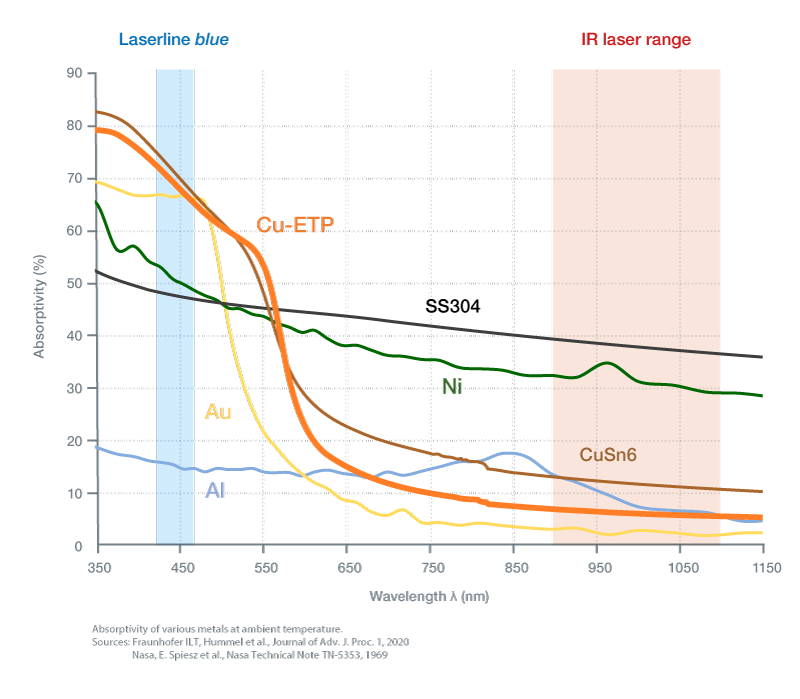 Laserline blue
IR laser range
90
80
70
60
50
40
30
20
10
0
Absorptivity (%)
Cu-ETP
SS304
Ni
Au
CuSn6
Al
350 450 550 650 750 850 950 1050 1150
Wavelength λ (nm)
Absorptivity of various metals at ambient temperature.
Sources: Fraunhofer ILT, Hummel et al., Journal of Adv. J. Proc. 1, 2020
Nasa, E. Spiesz et al., Nasa Technical Note TN-5353, 1969